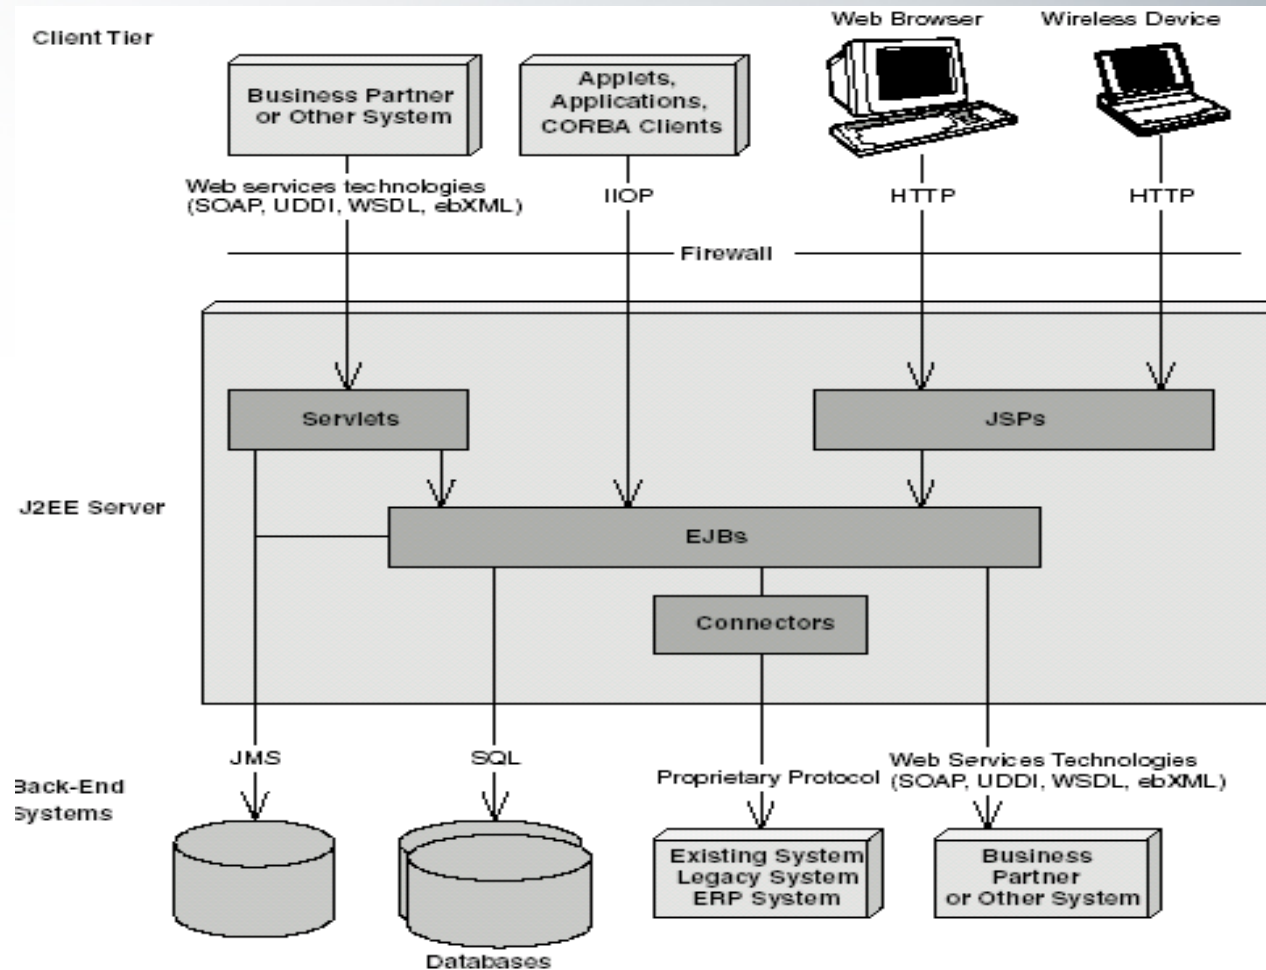 Client Tier
Web Browser
Wireless Device
Business Partner
or Other System
Applets,
Applications,
CORBA Clients
Web services technologies
(SOAP, UDDI, WSDL, ebXML)
IIOP
HTTP
HTTP
Firewall
Servlets
JSPs
J2EE Server
EJBs
Connectors
JMS
SQL
Proprietary Protocol
Web Services Technologies
(SOAP, UDDI, WSDL, ebXML)
Back-End
Systems
Existing System
Legacy System
ERP System
Business
Partner
or Other System
Databases